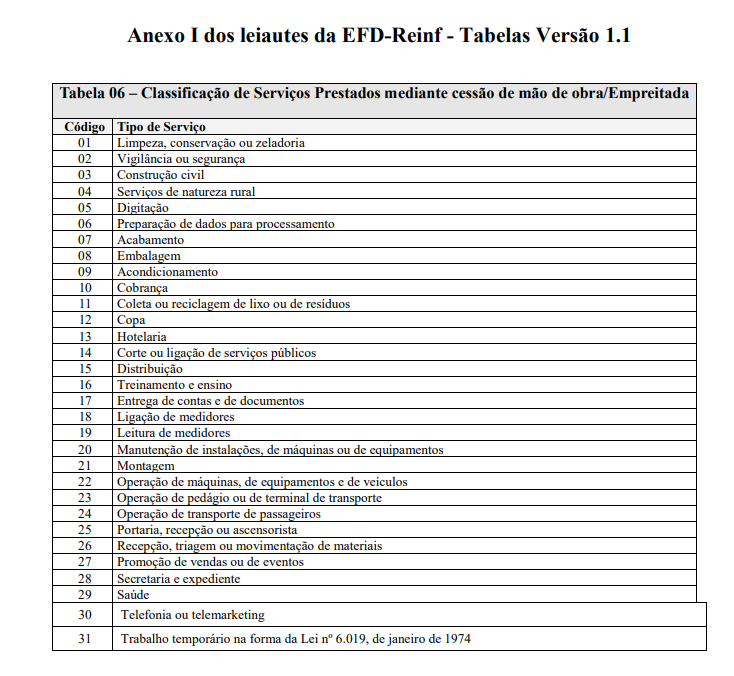 Anexo I dos leiautes da EFD-Reinf - Tabelas Versão 1.1
Tabela 06 – Classificação de Serviços Prestados mediante cessão de mão de obra/Empreitada
Código Tipo de Serviço
01 Limpeza, conservação ou zeladoria
02 Vigilância ou segurança
03 Construção civil
04 Serviços de natureza rural
05 Digitação
06 Preparação de dados para processamento
07 Acabamento
08 Embalagem
09 Acondicionamento
10 Cobrança
11 Coleta ou reciclagem de lixo ou de resíduos
12 Copa
13 Hotelaria
14 Corte ou ligação de serviços públicos
15 Distribuição
16 Treinamento e ensino
17 Entrega de contas e de documentos
18 Ligação de medidores
19 Leitura de medidores
20 Manutenção de instalações, de máquinas ou de equipamentos
21 Montagem
22 Operação de máquinas, de equipamentos e de veículos
23 Operação de pedágio ou de terminal de transporte
24 Operação de transporte de passageiros
25 Portaria, recepção ou ascensorista
26 Recepção, triagem ou movimentação de materiais
27 Promoção de vendas ou de eventos
28 Secretaria e expediente
29 Saúde
30 Telefonia ou telemarketing
31 Trabalho temporário na forma da Lei nº 6.019, de janeiro de 1974